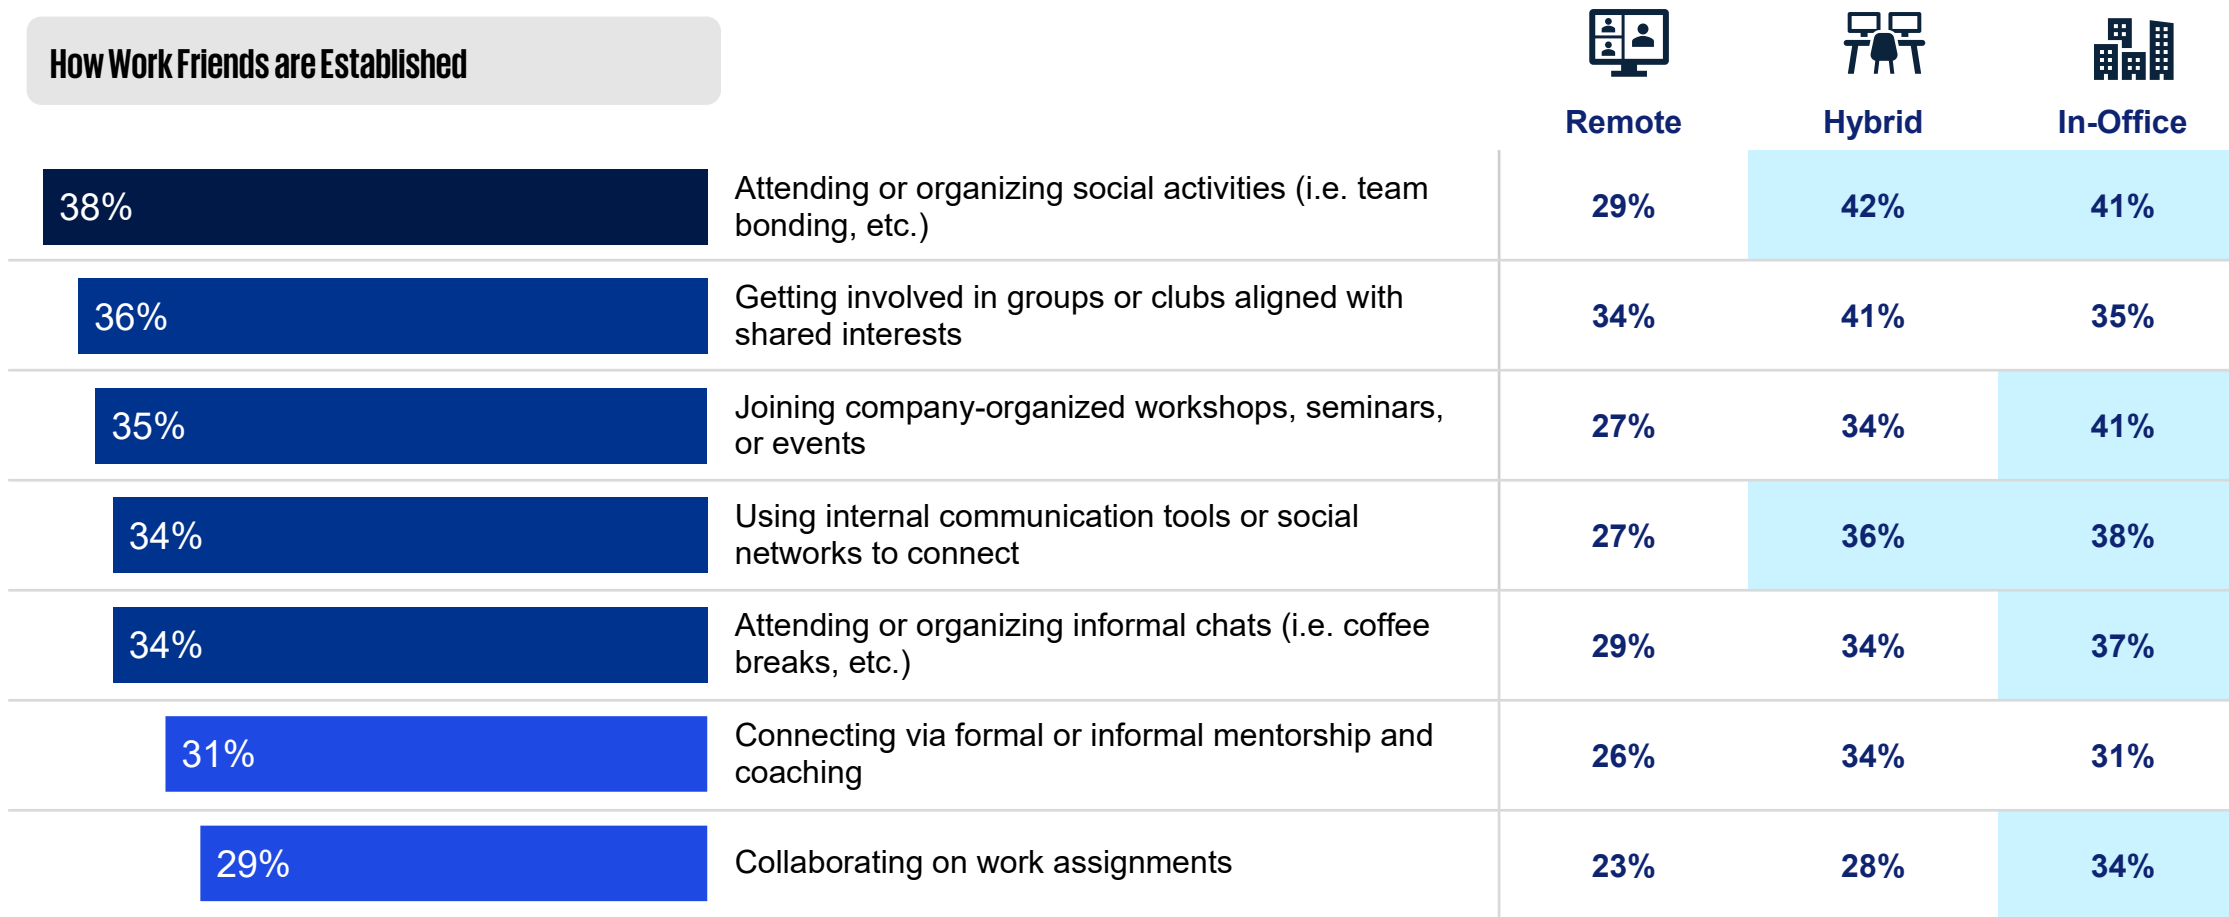 How Work Friends are Established
Remote
Hybrid
In-Office
38%
Attending or organizing social activities (i.e. team
bonding, etc.)
29%
42%
41%
36%
Getting involved in groups or clubs aligned with
shared interests
34%
41%
35%
35%
Joining company-organized workshops, seminars,
or events
27%
34%
41%
34%
Using internal communication tools or social
networks to connect
27%
36%
38%
34%
Attending or organizing informal chats (i.e. coffee
breaks, etc.)
29%
34%
37%
31%
Connecting via formal or informal mentorship and
coaching
26%
34%
31%
29%
Collaborating on work assignments
23%
28%
34%